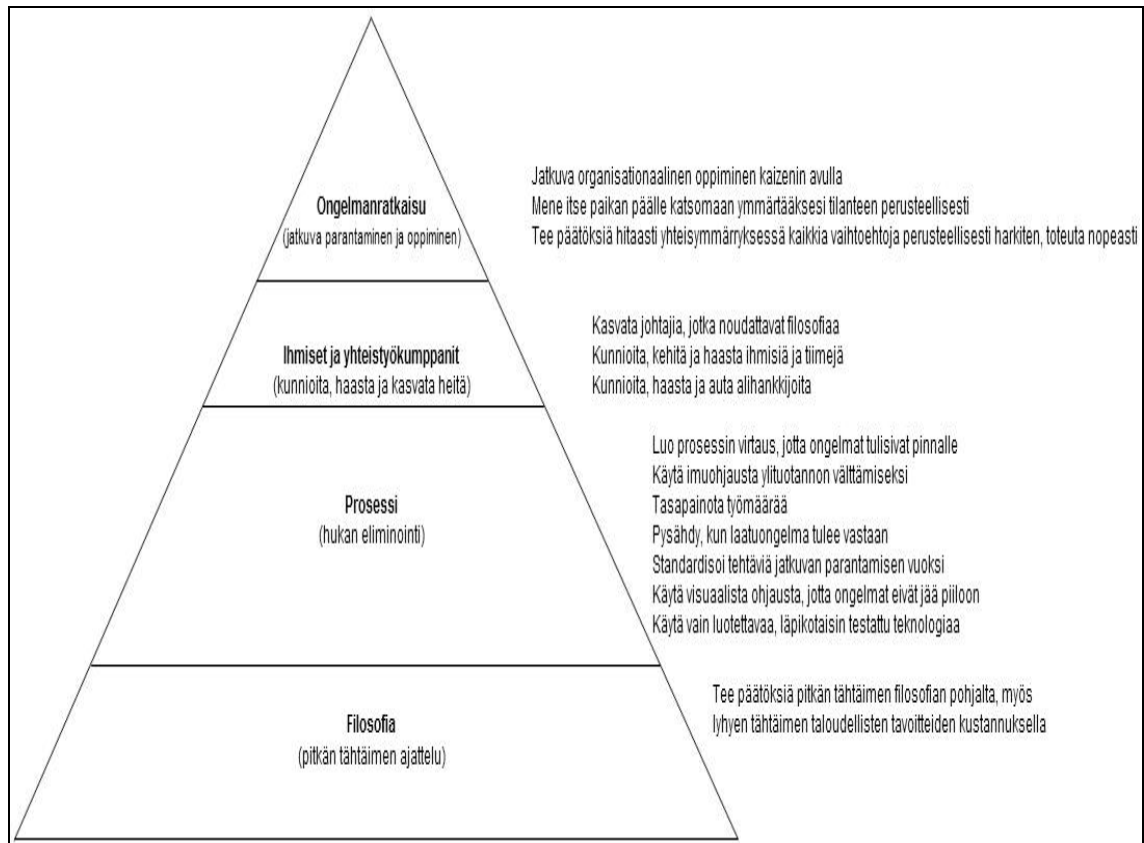 Ongelmanratkaisu
(jatkuva parantaminen ja oppiminen)
Jatkuva organisationaalinen oppiminen kaizenin avulla
Mene itse paikan päälle katsomaan ymmärtääksesi tilanteen perusteellisesti
Tee päätöksiä hitaasti yhteisymmärryksessä kaikkia vaihtoehtoja perusteellisesti harkiten, toteuta nopeasti
Ihmiset ja yhteistyökumppanit
(kunnioita, haasta ja kasvata heitä)
Kasvata johtajia, jotka noudattavat filosofiaa
Kunnioita, kehitä ja haasta ihmisiä ja tiimejä
Kunnioita, haasta ja auta alihankkijoita
Prosessi
(hukan eliminointi)
Luo prosessin virtaus, jotta ongelmat tulisivat pinnalle
Käytä imuohjausta ylituotannon välttämiseksi
Tasapainota työmäärää
Pysähdy, kun laatuongelma tulee vastaan
Standardisoi tehtäviä jatkuvan parantamisen vuoksi
Käytä visuaalista ohjausta, jotta ongelmat eivät jää piiloon
Käytä vain luotettavaa, läpikotaisin testattu teknologiaa
Filosofia
(pitkän tähtäimen ajattelu)
Tee päätöksiä pitkän tähtäimen filosofian pohjalta, myös
lyhyen tähtäimen taloudellisten tavoitteiden kustannuksella